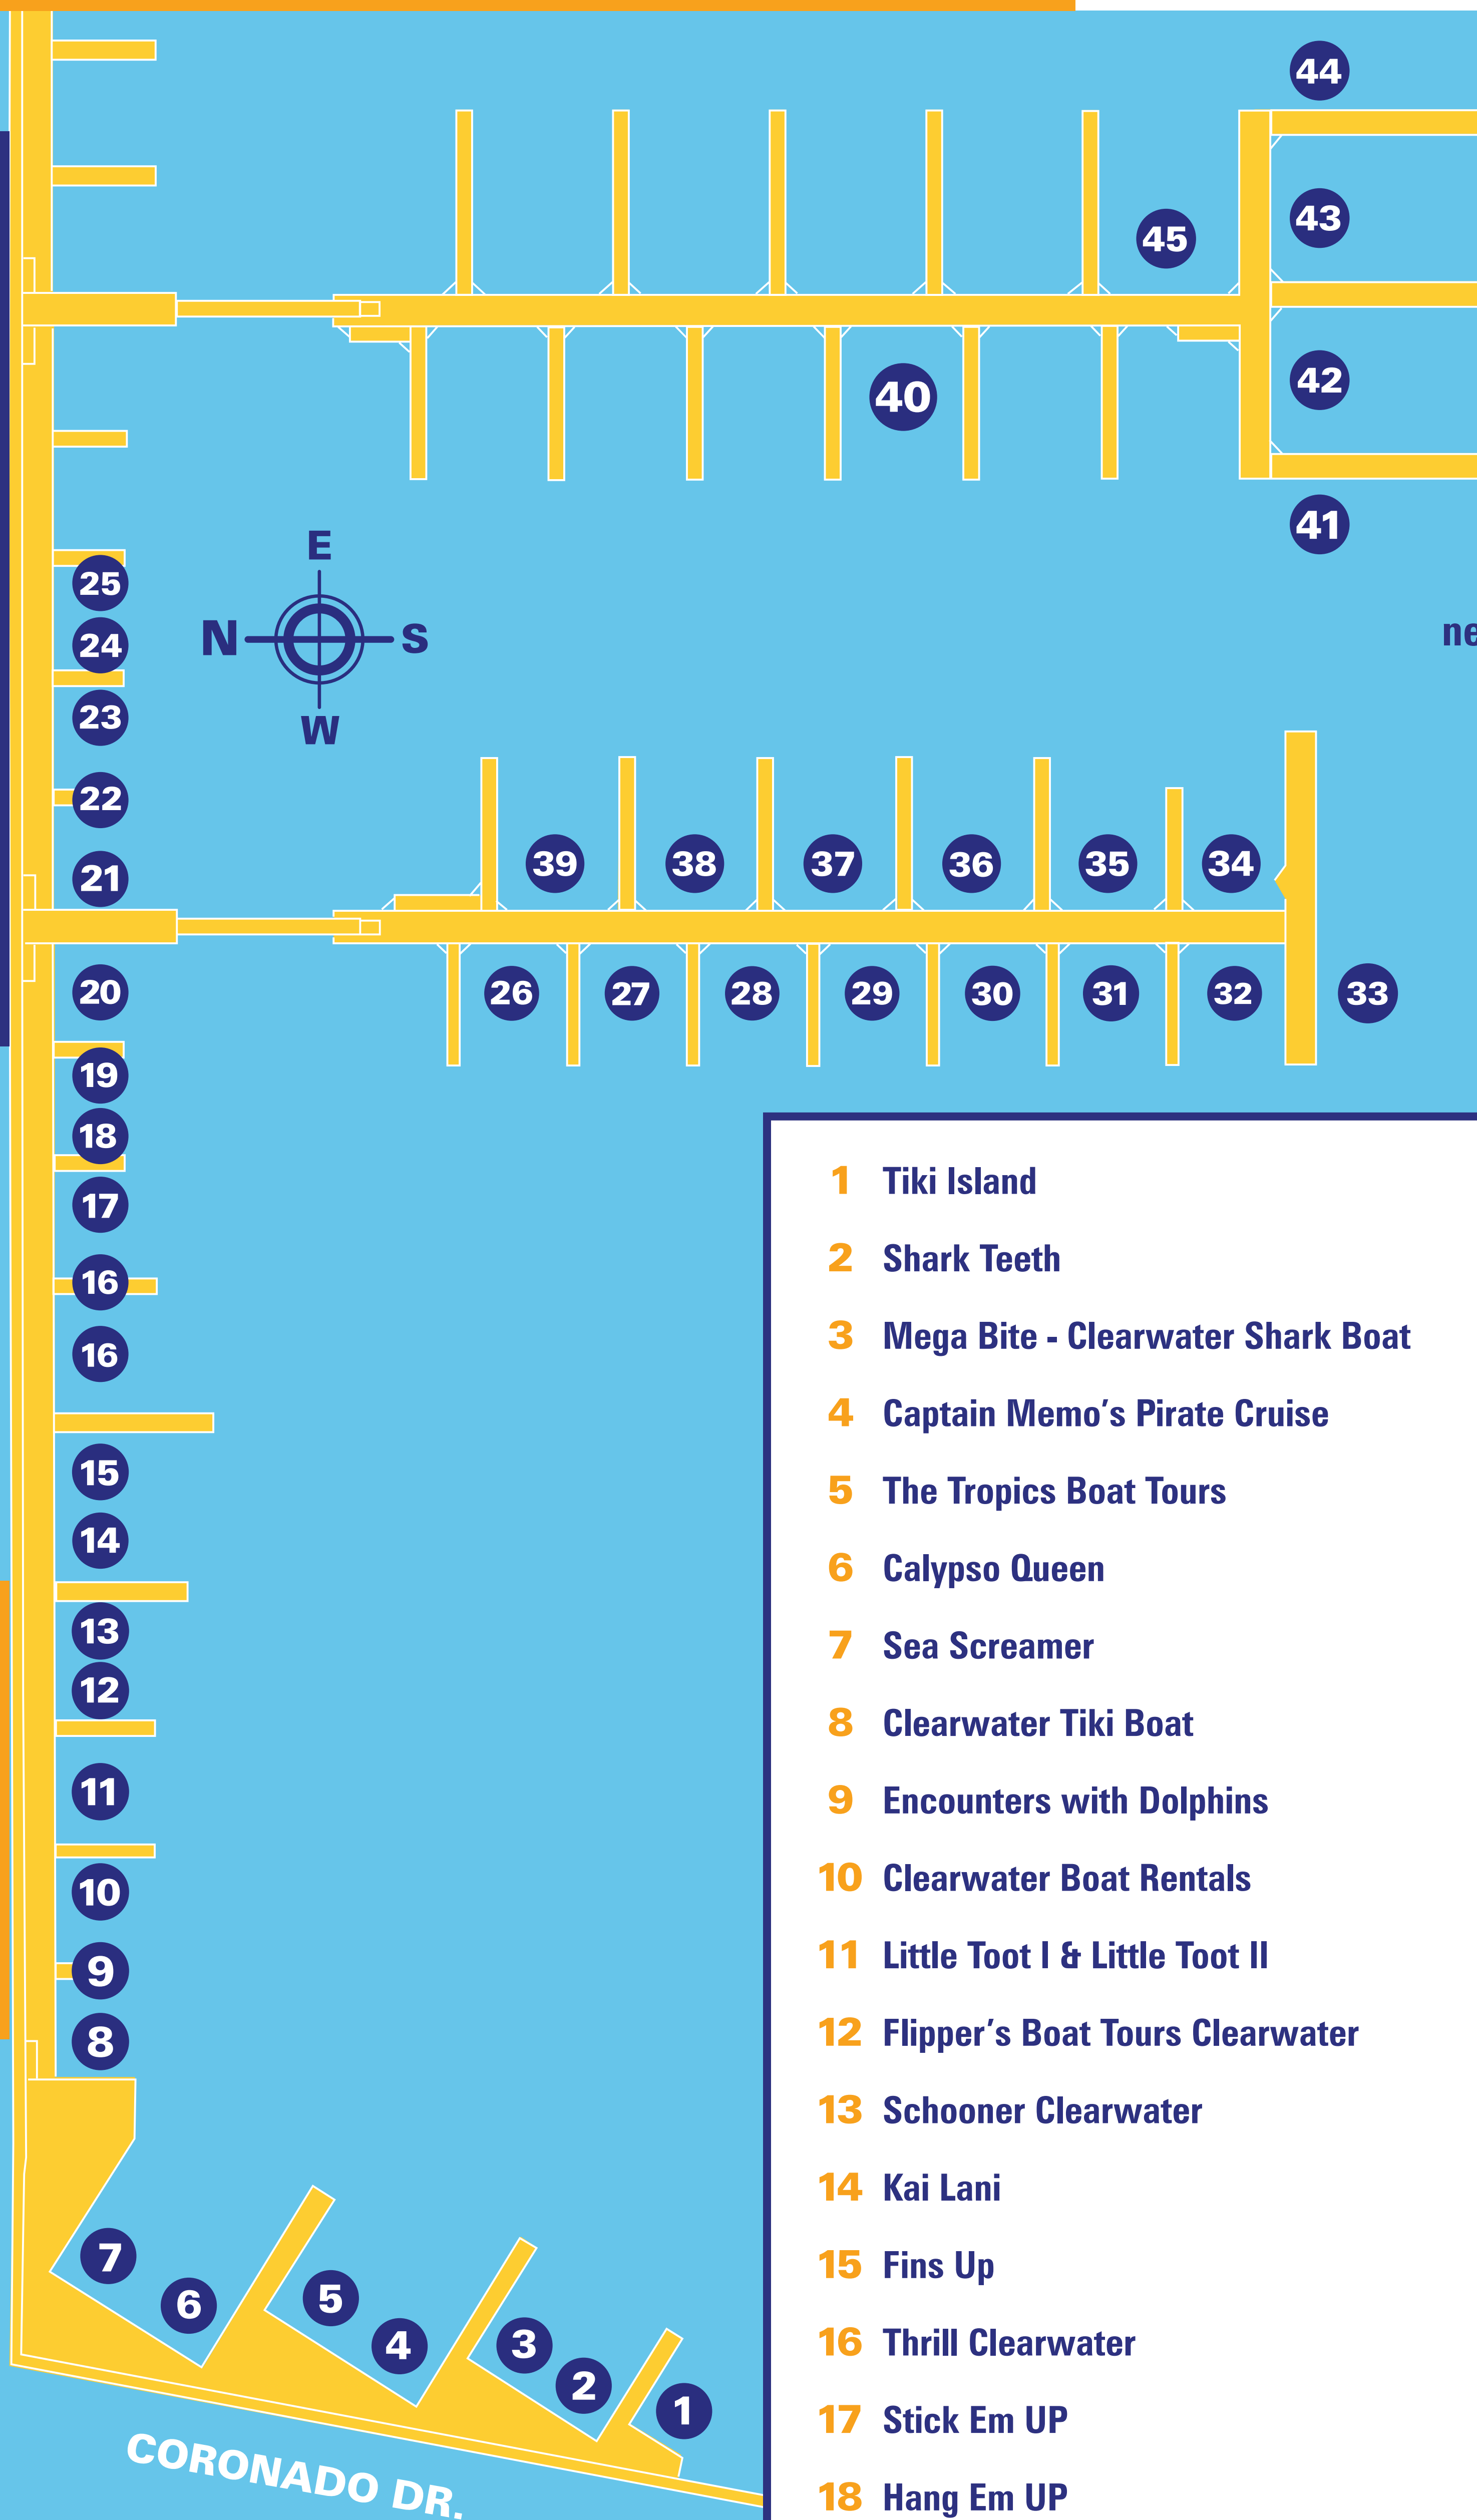 44
43
45
42
40
41
E
25
N S
24
ne
23
W
22
39 38 37 36 35 34
21
20
26 27 28 29 30 31 32 33
19
18
17
16
16
15
14
13
12
11
10
9
8
7
6
5
4
3
2
1
CORONADO DR.
1 Tiki Island
2 Shark Teeth
3 Mega Bite - Clearwater Shark Boat
4 Captain Memo’s Pirate Cruise
5 The Tropics Boat Tours
6 Calypso Queen
7 Sea Screamer
8 Clearwater Tiki Boat
9 Encounters with Dolphins
10 Clearwater Boat Rentals
11 Little Toot I & Little Toot II
12 Flipper’s Boat Tours Clearwater
13 Schooner Clearwater
14 Kai Lani
15 Fins Up
16 Thrill Clearwater
17 Stick Em UP
18 Hang Em UP